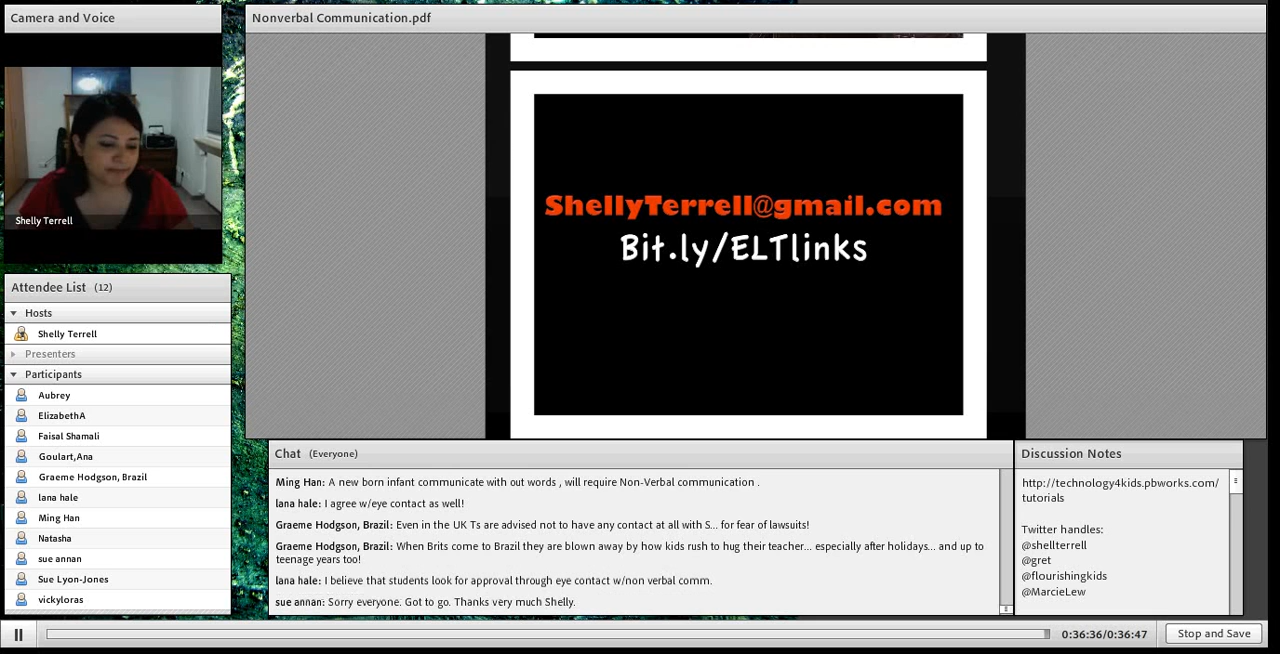 Camera and Voice
Shelly Terrell
Attendee List (12)
Hosts
Shelly Terrell
Presenters
Participants
Aubrey
ElizabethA
Faisal Shamali
Goulart,Ana
Graeme Hodgson, Brazil
lana hale
Ming Han
Natasha
sue annan
Sue Lyon-Jones
vickyloras
Nonverbal Communication.pdf
ShellyTerrell@gmail.com
Bit.ly/ELTlinks
Chat (Everyone)
Ming Han: A new born infant communicate with out words , will require Non-Verbal communication .
lana hale: I agree w/eye contact as well!
Graeme Hodgson, Brazil: Even in the UK Ts are advised not to have any contact at all with S... for fear of lawsuits!
Graeme Hodgson, Brazil: When Brits come to Brazil they are blown away by how kids rush to hug their teacher... especially after holidays... and up to
teenage years too!
lana hale: I believe that students look for approval through eye contact w/non verbal comm.
sue annan: Sorry everyone. Got to go. Thanks very much Shelly.
Discussion Notes
http://technology4kids.pbworks.com/
tutorials
Twitter handles:
@shellterrell
@gret
@flourishingkids
@MarcieLew
0:36:36/0:36:47
Stop and Save